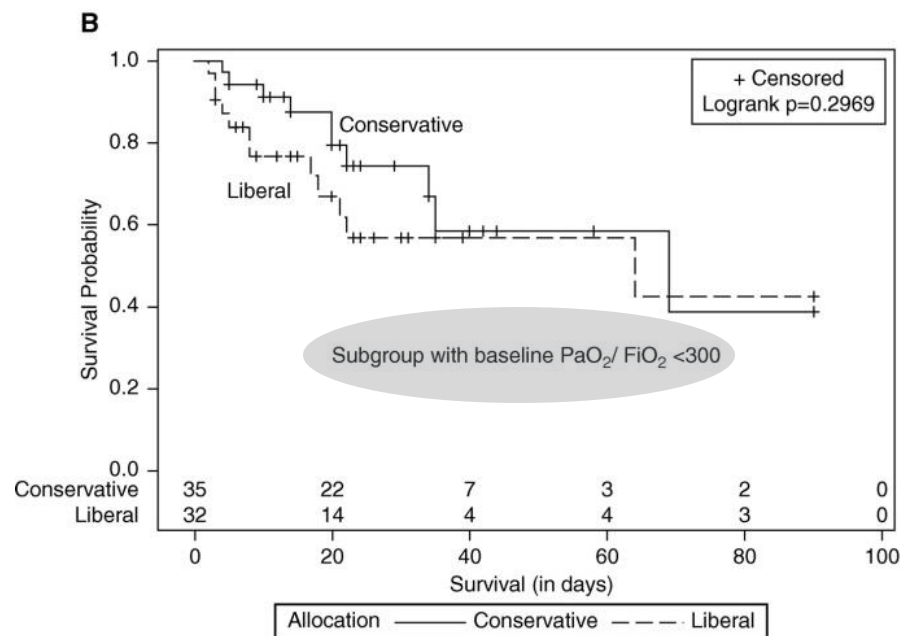 B
1.0
0.8
0.6
0.4
0.2
0.0
Survival Probability
+ Censored
Logrank p=0.2969
Conservative
Liberal
Subgroup with baseline PaO2/ FiO2 <300
Conservative 35 22 7 3 2 0
Liberal 32 14 4 4 3 0
0 20 40 60 80 100
Survival (in days)
Allocation Conservative Liberal